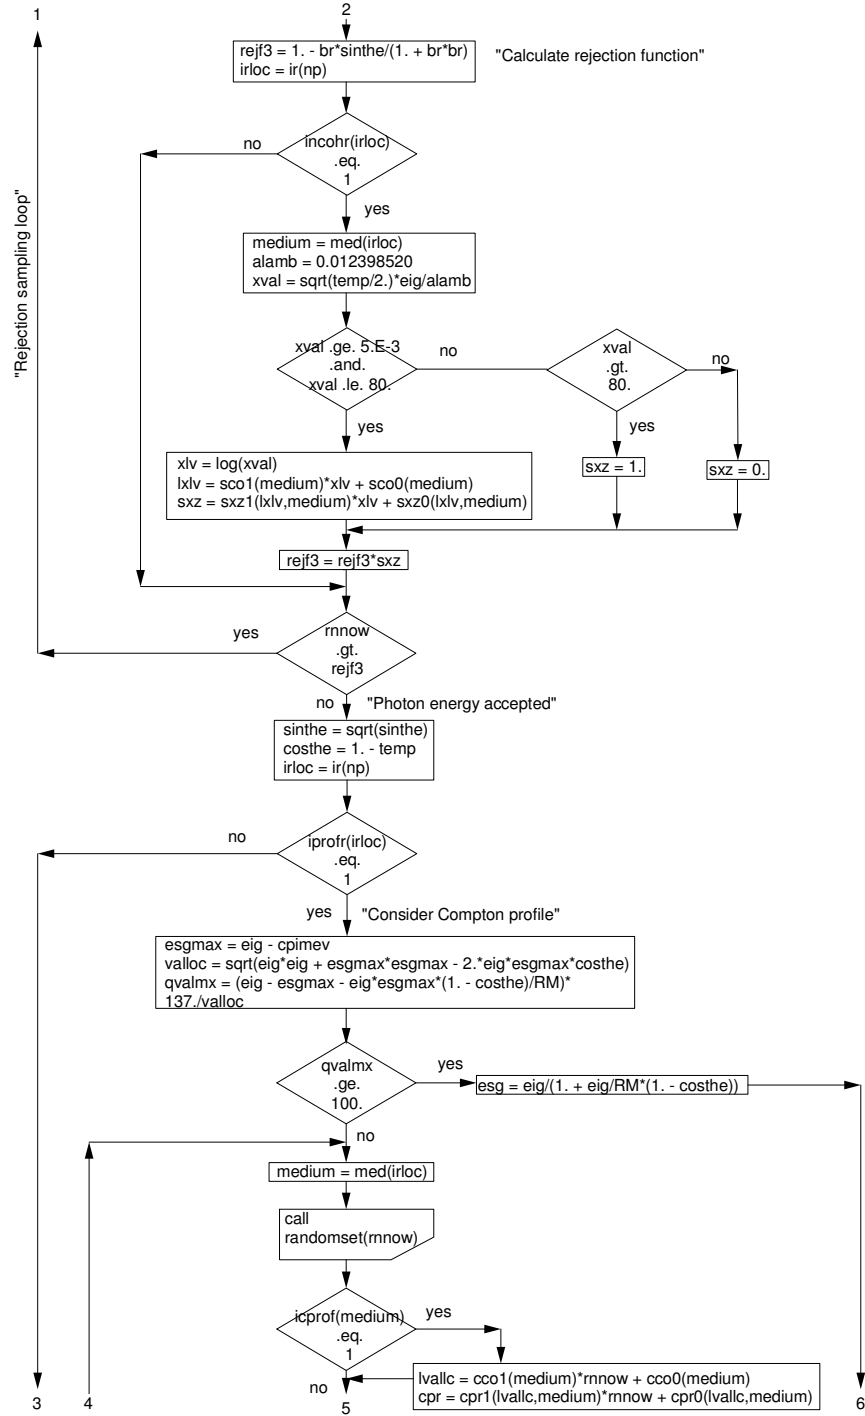 1
2
rejf3 = 1. - br*sinthe/(1. + br*br)
irloc = ir(np)
"Calculate rejection function"
no
incohr(irloc)
.eq.
1
yes
"Rejection sampling loop"
medium = med(irloc)
alamb = 0.012398520
xval = sqrt(temp/2.)*eig/alamb
xval .ge. 5.E-3
.and.
xval .le. 80.
no
xval
.gt.
80.
no
yes
yes
sxz = 1.
sxz = 0.
xlv = log(xval)
lxlv = sco1(medium)*xlv + sco0(medium)
sxz = sxz1(lxlv,medium)*xlv + sxz0(lxlv,medium)
rejf3 = rejf3*sxz
yes
rnnow
.gt.
rejf3
no
"Photon energy accepted"
sinthe = sqrt(sinthe)
costhe = 1. - temp
irloc = ir(np)
no
iprofr(irloc)
.eq.
1
yes
"Consider Compton profile"
esgmax = eig - cpimev
valloc = sqrt(eig*eig + esgmax*esgmax - 2.*eig*esgmax*costhe)
qvalmx = (eig - esgmax - eig*esgmax*(1. - costhe)/RM)*
137./valloc
qvalmx
.ge.
100.
yes
esg = eig/(1. + eig/RM*(1. - costhe))
no
medium = med(irloc)
call
randomset(rnnow)
icprof(medium)
.eq.
1
yes
lvallc = cco1(medium)*rnnow + cco0(medium)
cpr = cpr1(lvallc,medium)*rnnow + cpr0(lvallc,medium)
no
3
4
5
6